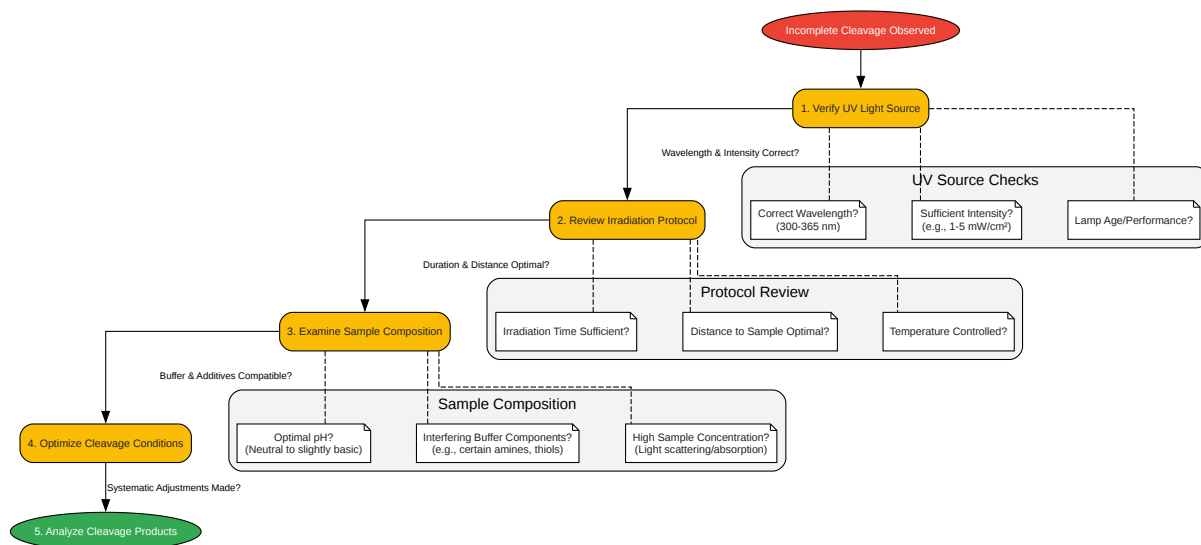 Incomplete Cleavage Observed
1. Verify UV Light Source
Wavelength & Intensity Correct?
UV Source Checks
Correct Wavelength?
(300-365 nm)
Sufficient Intensity?
(e.g., 1-5 mW/cm²)
Lamp Age/Performance?
2. Review Irradiation Protocol
Duration & Distance Optimal?
Protocol Review
Irradiation Time Sufficient?
Distance to Sample Optimal?
Temperature Controlled?
3. Examine Sample Composition
Buffer & Additives Compatible?
Sample Composition
Optimal pH?
(Neutral to slightly basic)
Interfering Buffer Components?
(e.g., certain amines, thiols)
High Sample Concentration?
(Light scattering/absorption)
4. Optimize Cleavage Conditions
Systematic Adjustments Made?
5. Analyze Cleavage Products